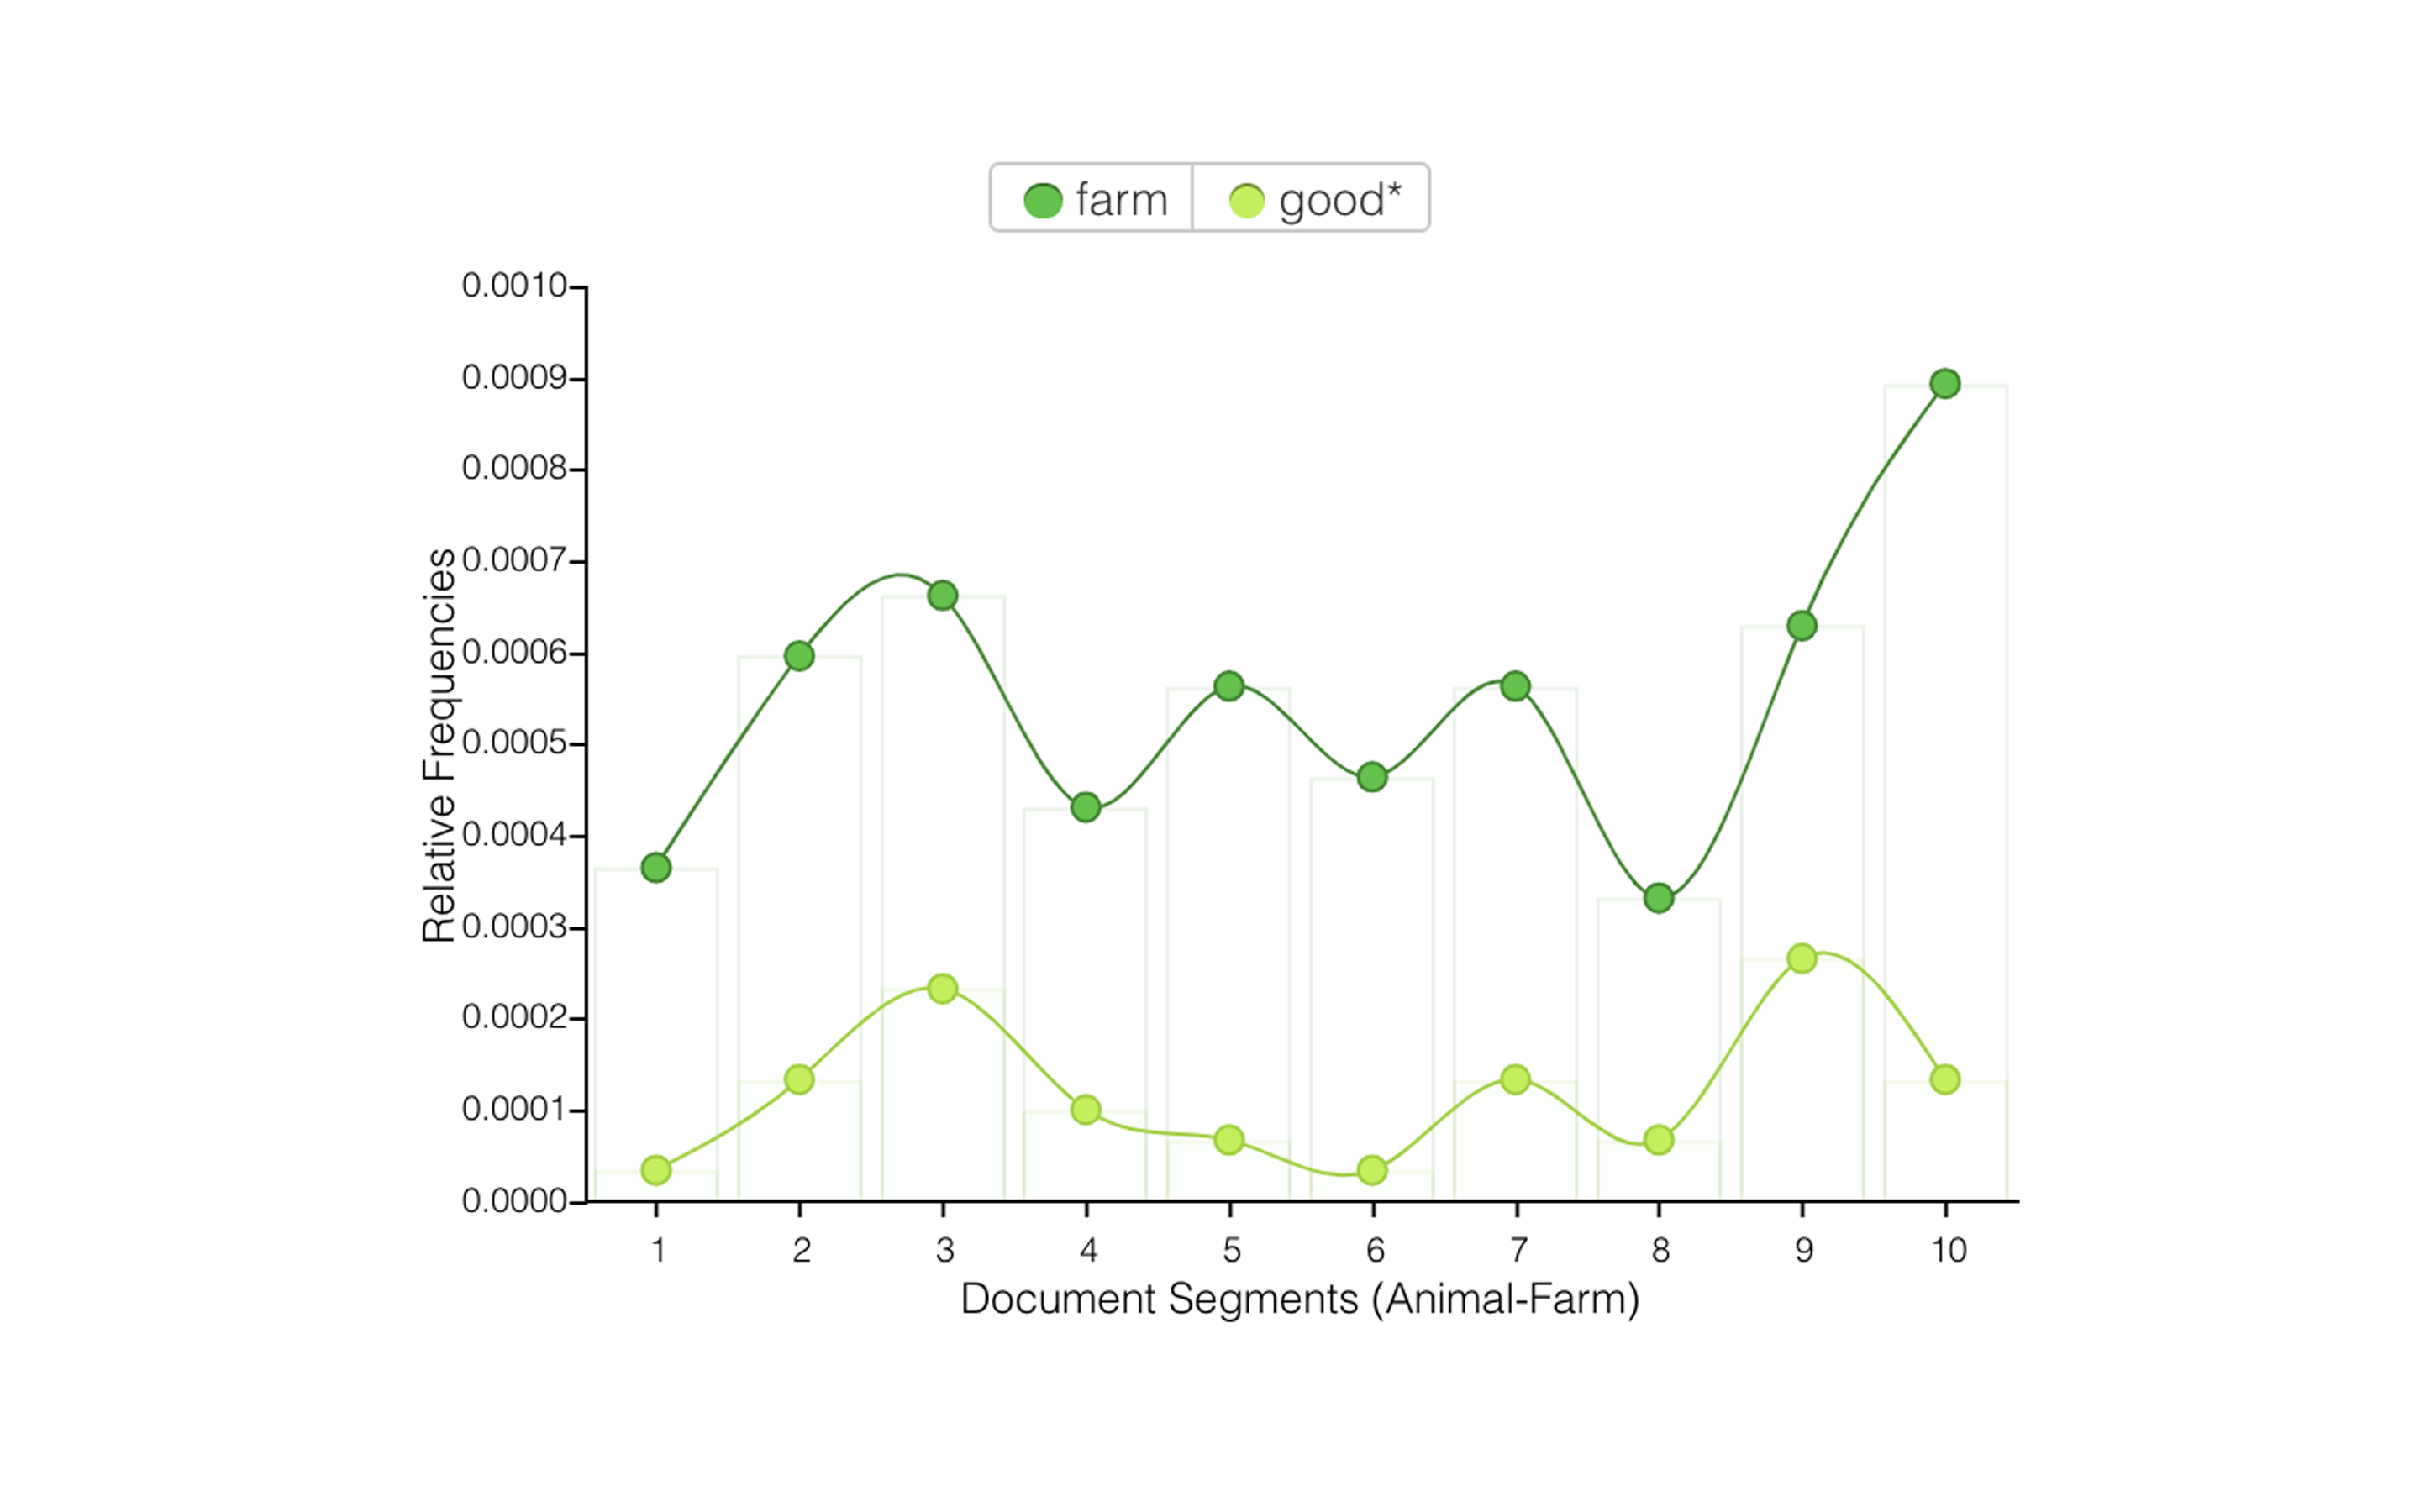 farm good*
0.0010
0.0009
0.0008
0.0007
0.0006
0.0005
0.0004
0.0003
0.0002
0.0001
0.0000
Relative Frequencies
1 2 3 4 5 6 7 8 9 10
Document Segments (Animal-Farm)